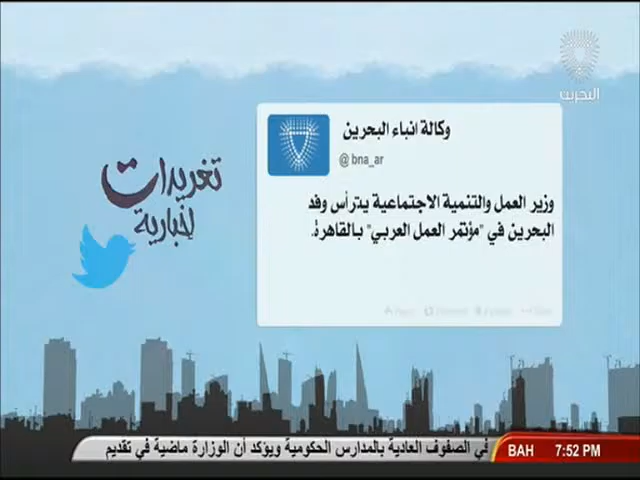 البحرين
وكالة انباء البحرين
@bna_ar
تغريدات
إخبارية
وزير العمل والتنمية الاجتماعية يترأس وفد
البحرين في "مؤتمر العمل العربي" بالقاهرة.
في الصفوف العادية بالمدارس الحكومية ويؤكد أن الوزارة ماضية في تقديم
BAH 7:52 PM